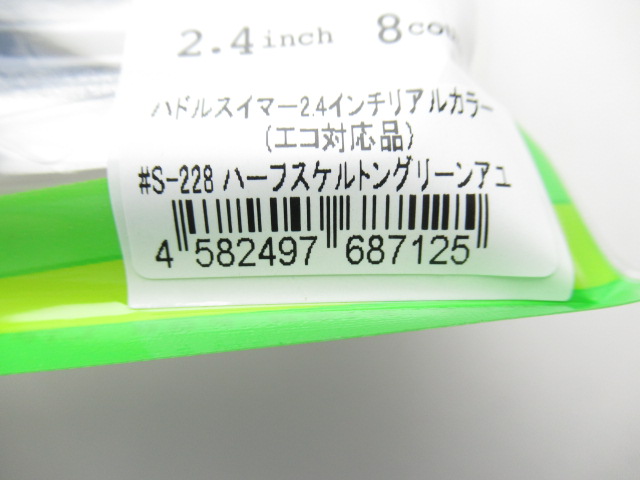 2.4inch 8cou
ハドルスイマー2.4インチリアルカラー
(エコ対応品)
#S-228 ハーフスケルトングリーンアユ
4 582497 687125